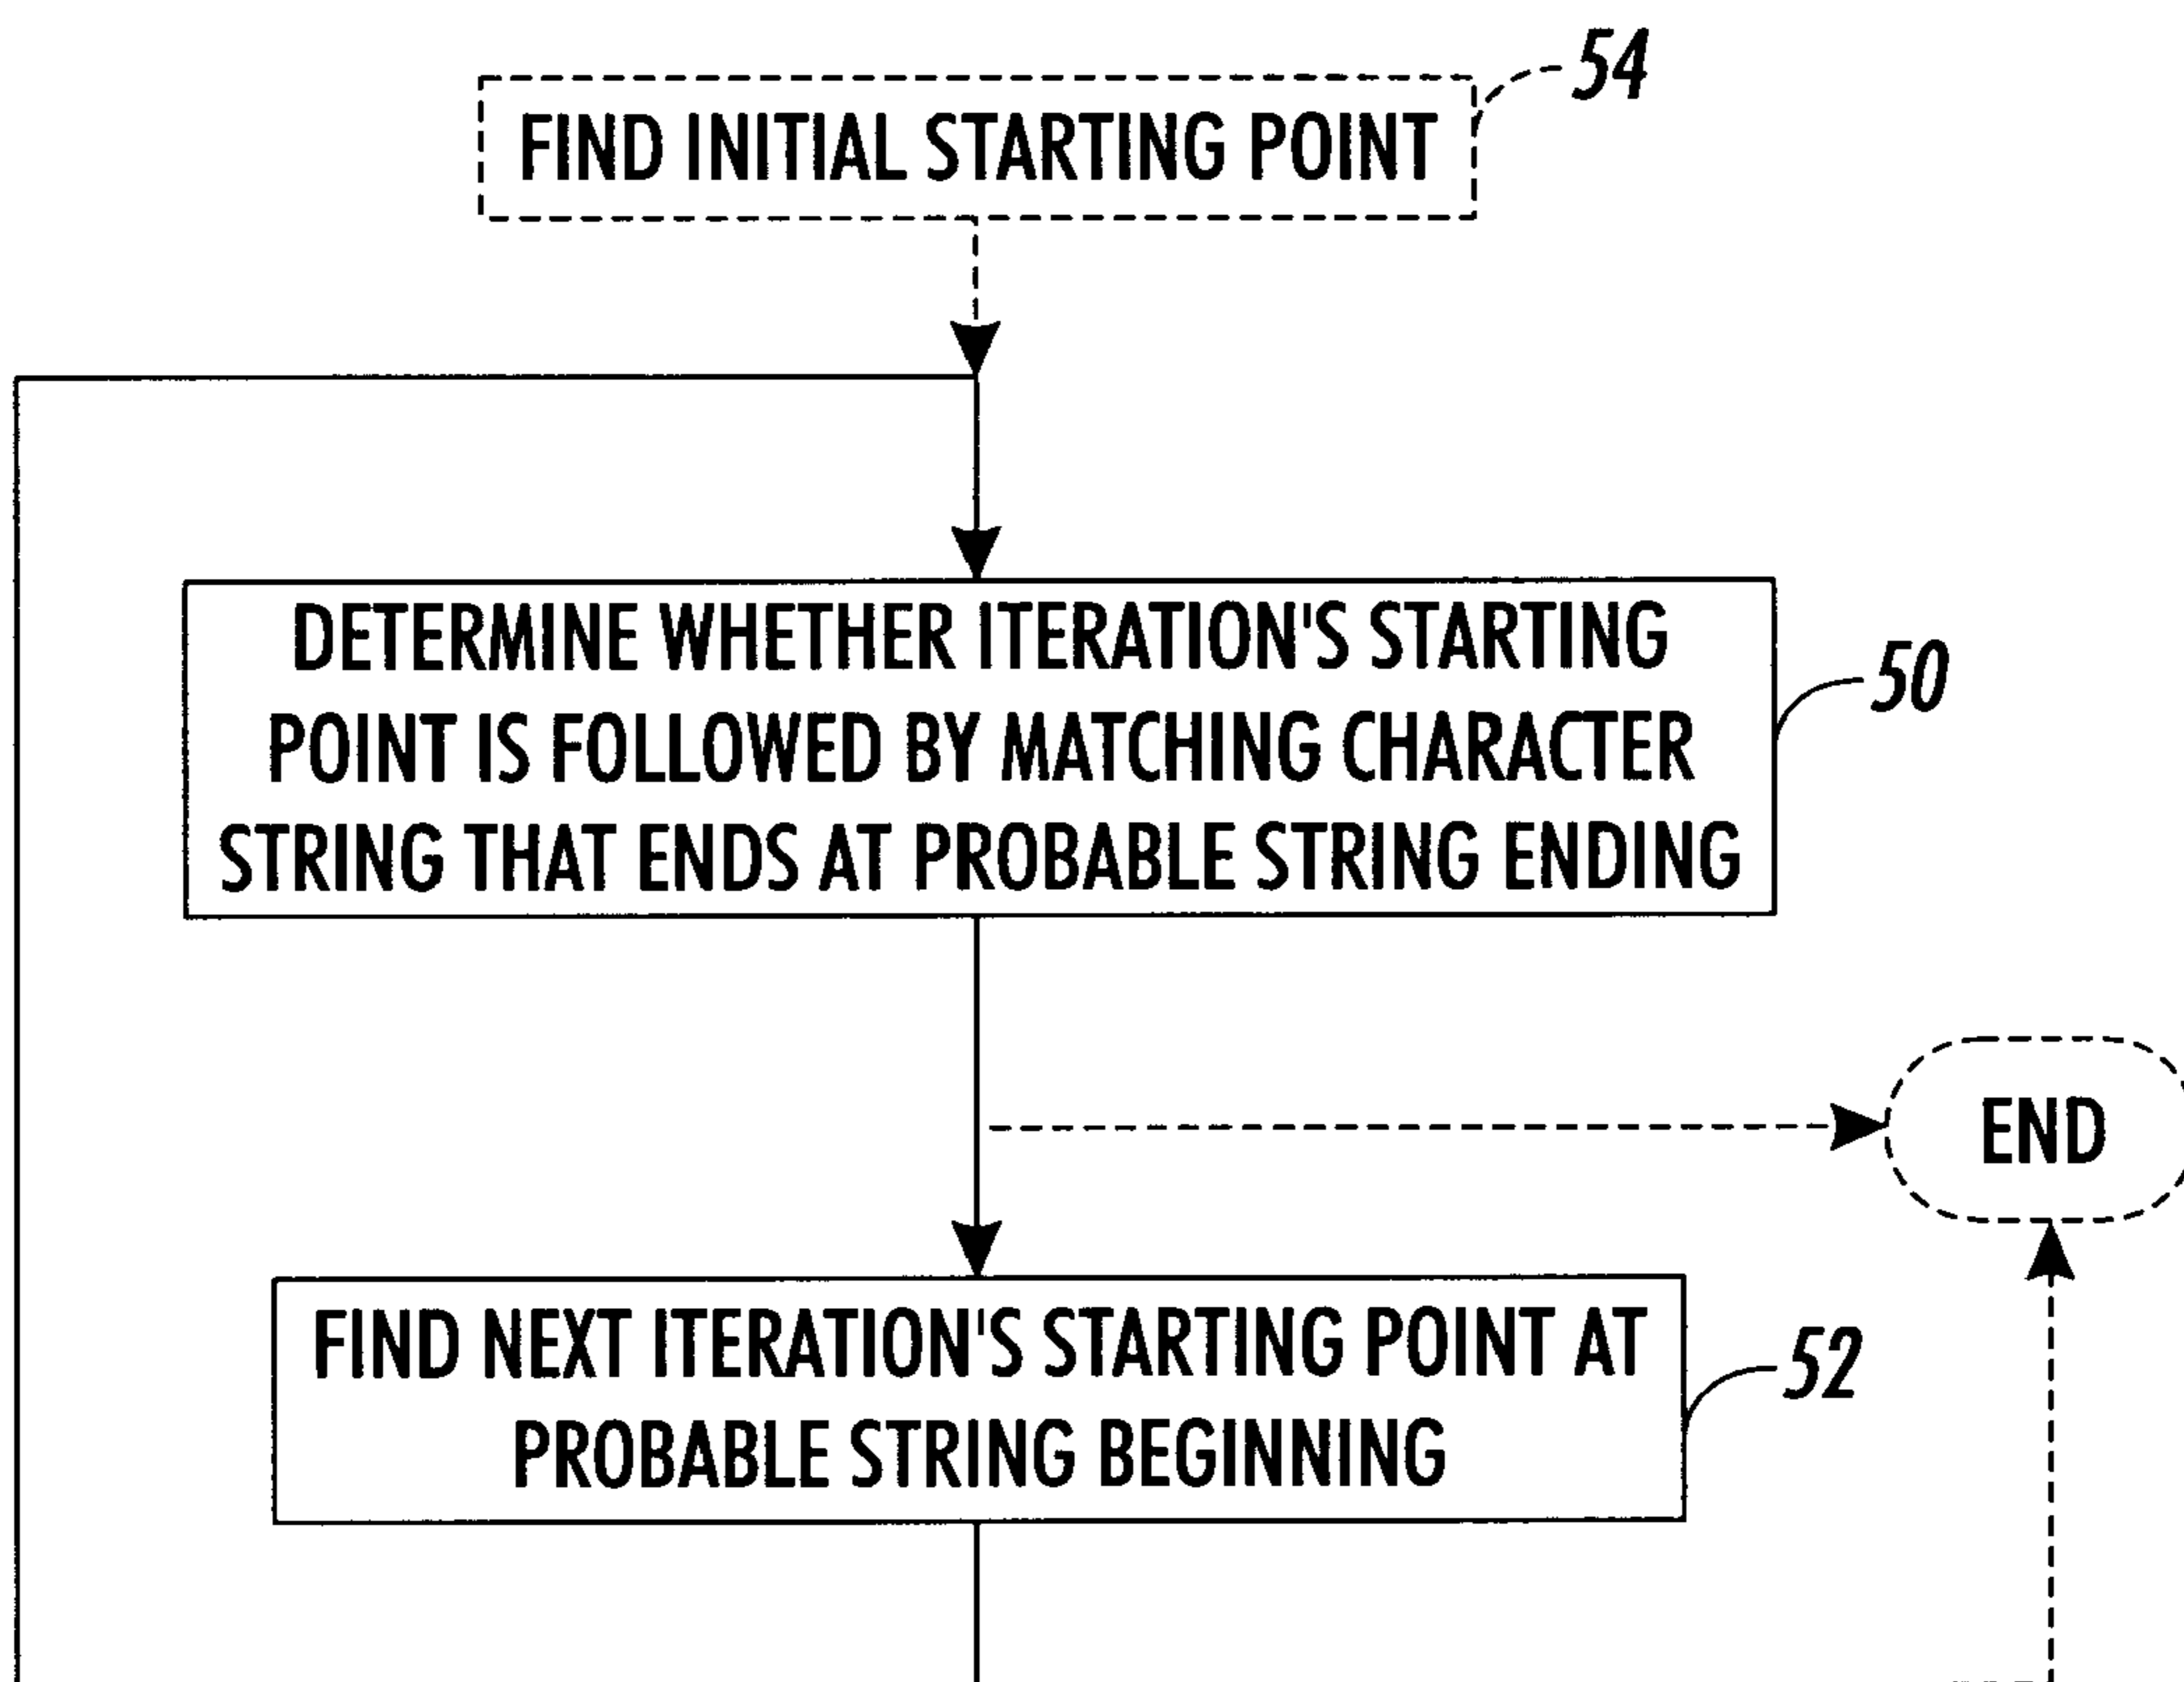 54
FIND INITIAL STARTING POINT
DETERMINE WHETHER ITERATION'S STARTING
POINT IS FOLLOWED BY MATCHING CHARACTER
STRING THAT ENDS AT PROBABLE STRING ENDING
50
END
FIND NEXT ITERATION'S STARTING POINT AT
PROBABLE STRING BEGINNING
52